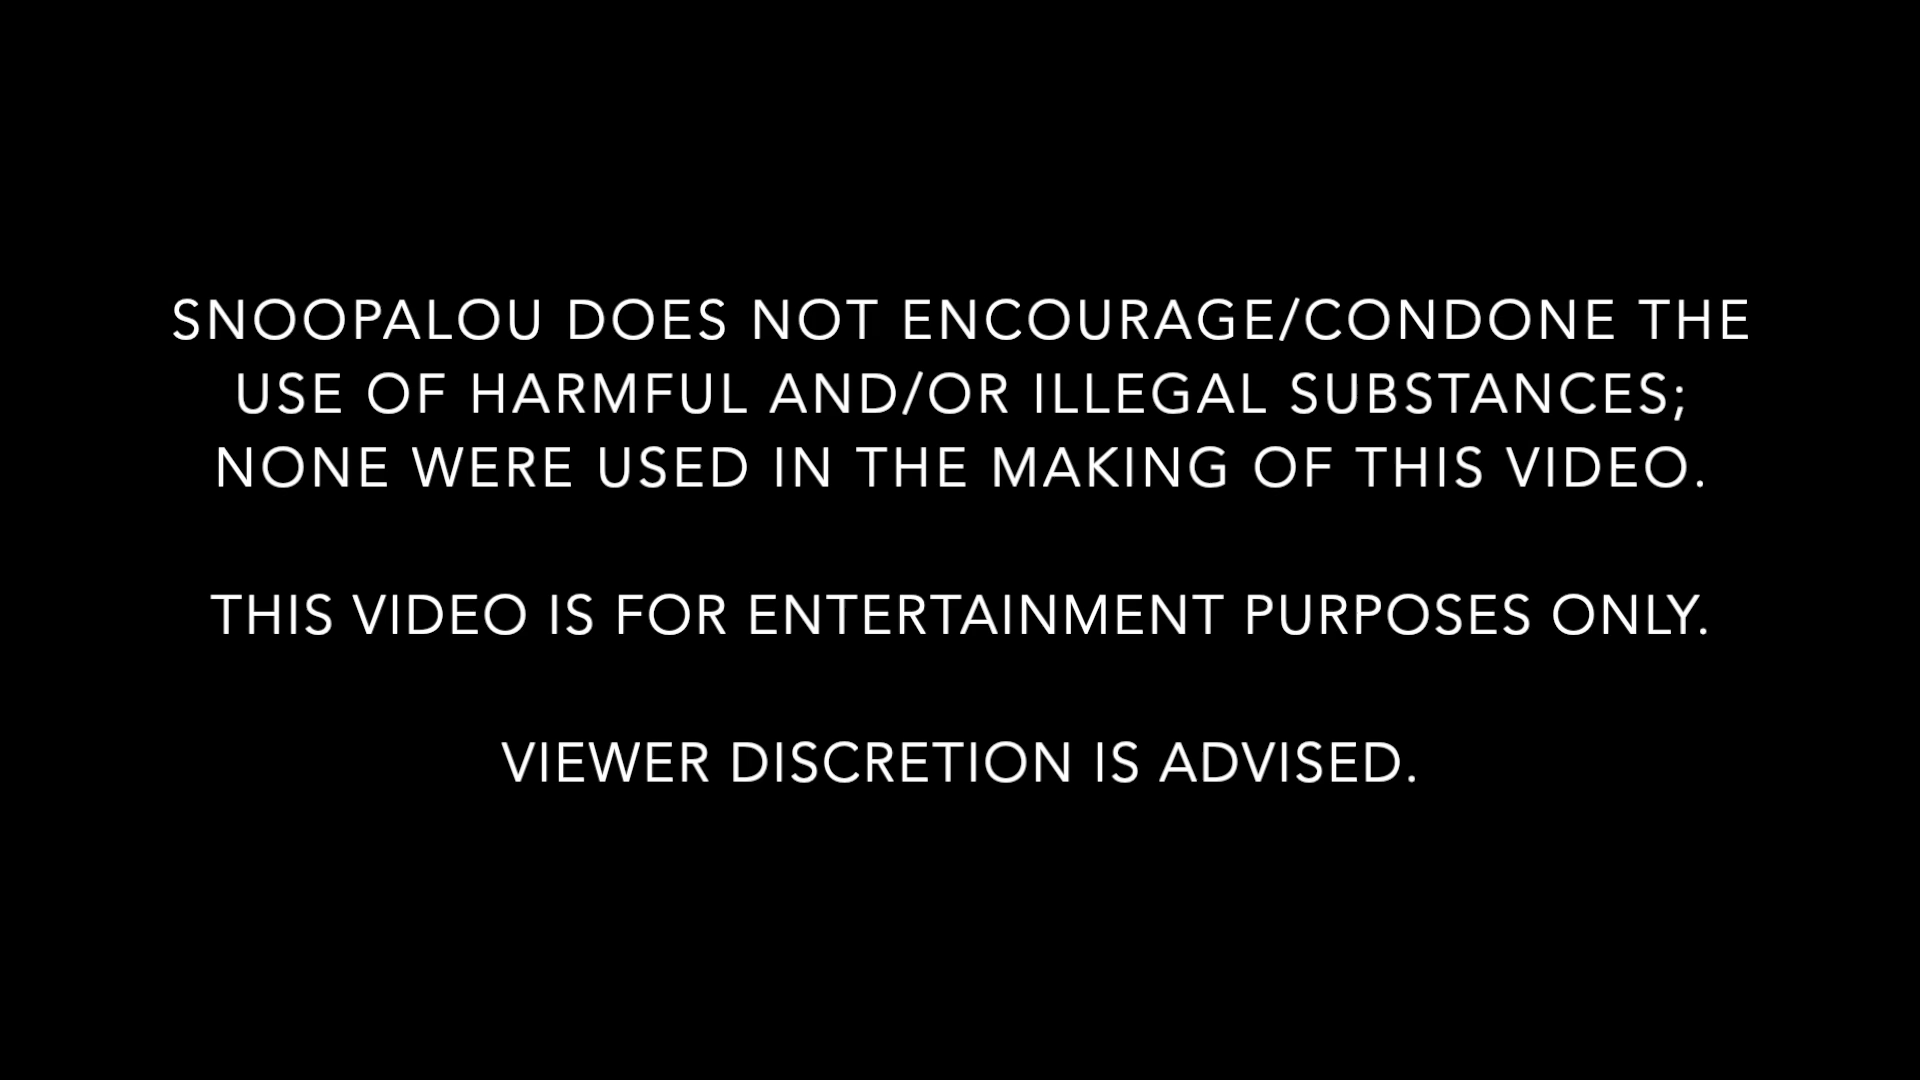 SNOOPALOU DOES NOT ENCOURAGE/CONDONE THE
USE OF HARMFUL AND/OR ILLEGAL SUBSTANCES;
NONE WERE USED IN THE MAKING OF THIS VIDEO.
THIS VIDEO IS FOR ENTERTAINMENT PURPOSES ONLY.
VIEWER DISCRETION IS ADVISED.